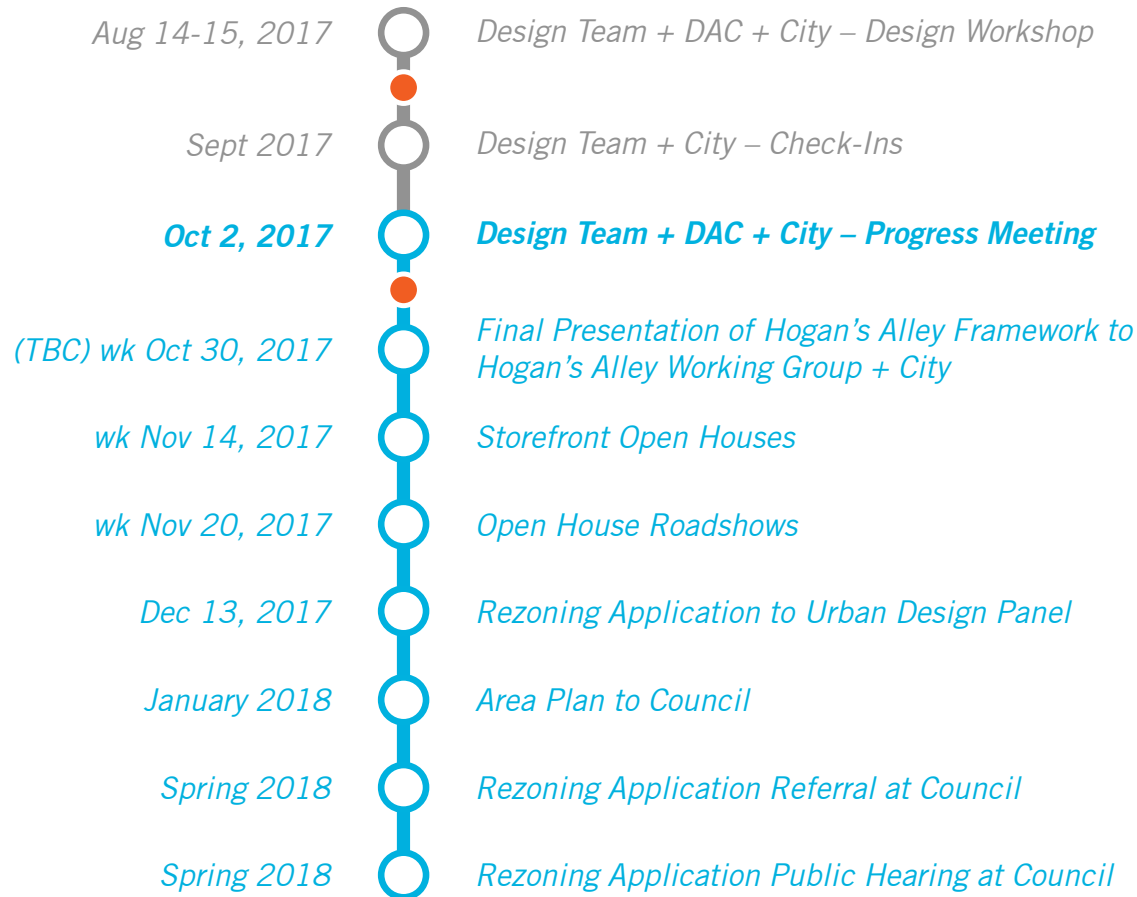 Aug 14-15, 2017 Design Team + DAC + City – Design Workshop
Sept 2017 Design Team + City – Check-Ins
Oct 2, 2017 Design Team + DAC + City – Progress Meeting
(TBC) wk Oct 30, 2017 Final Presentation of Hogan’s Alley Framework to
Hogan’s Alley Working Group + City
wk Nov 14, 2017 Storefront Open Houses
wk Nov 20, 2017 Open House Roadshows
Dec 13, 2017 Rezoning Application to Urban Design Panel
January 2018 Area Plan to Council
Spring 2018 Rezoning Application Referral at Council
Spring 2018 Rezoning Application Public Hearing at Council